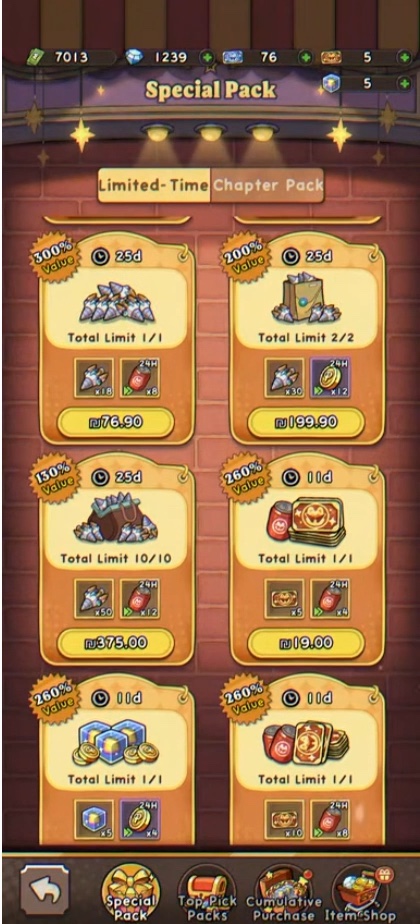 7013
1239
76
5
5
Special Pack
Limited-Time
Chapter Pack
300% Value
25d
Total Limit 1/1
x18
24H
x8
₪76.90
200% Value
25d
Total Limit 2/2
x30
24H
x12
₪199.90
130% Value
25d
Total Limit 10/10
x50
24H
x12
₪375.00
260% Value
11d
Total Limit 1/1
x5
24H
x4
₪19.00
260% Value
11d
Total Limit 1/1
x5
24H
x4
260% Value
11d
Total Limit 1/1
x10
24H
x8
Special Pack
Top Pick Packs
Cumulative Purchase
Item Shop